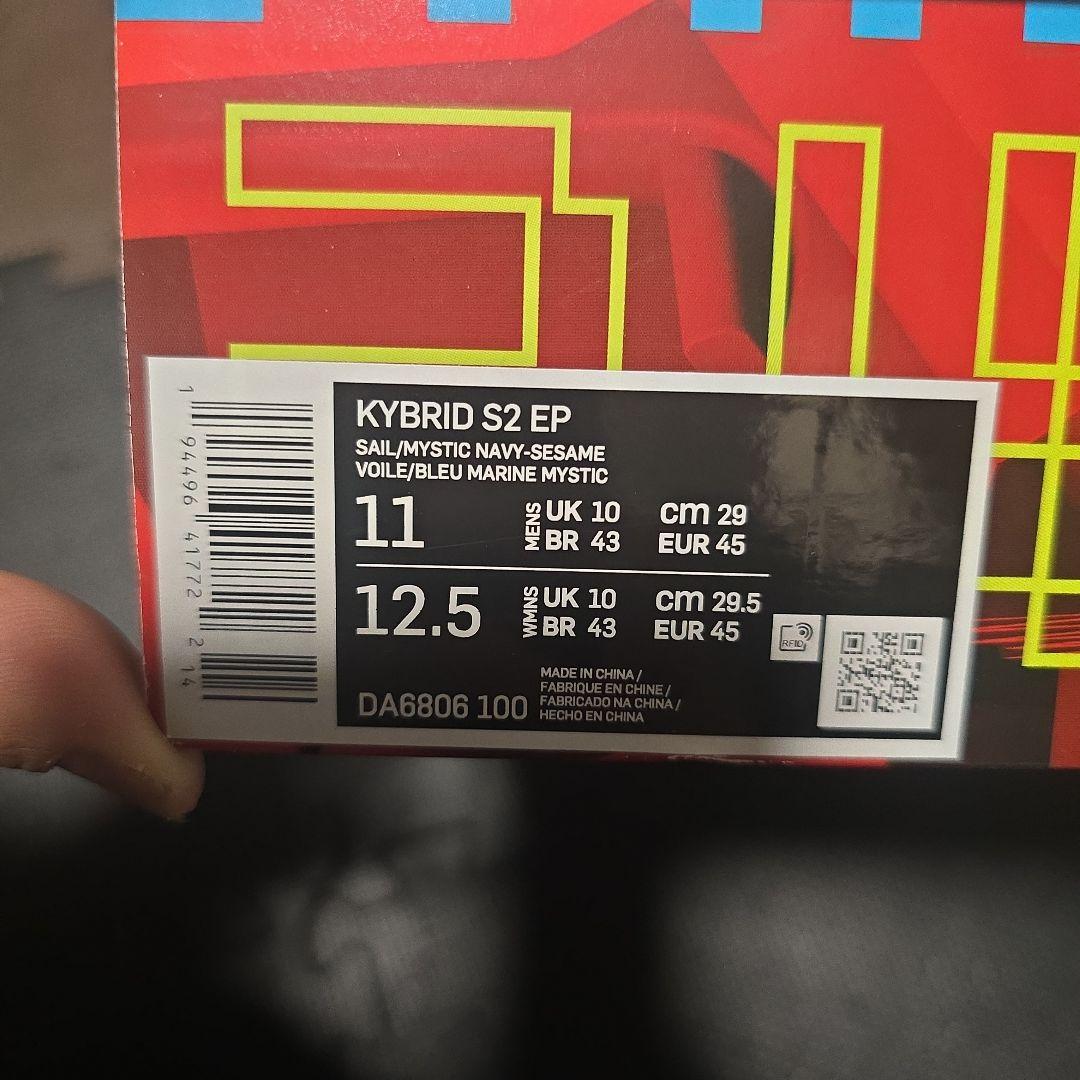 KYBRID S2 EP
SAIL/MYSTIC NAVY-SESAME
VOILE/BLEU MARINE MYSTIC
11 MENS UK 10 cm 29
BR 43 EUR 45
12.5 WMNS UK 10 cm 29.5
BR 43 EUR 45
RFID
DA6806 100
MADE IN CHINA /
FABRIQUE EN CHINE /
FABRICADO NA CHINA /
HECHO EN CHINA
1 94496 41772 2 14